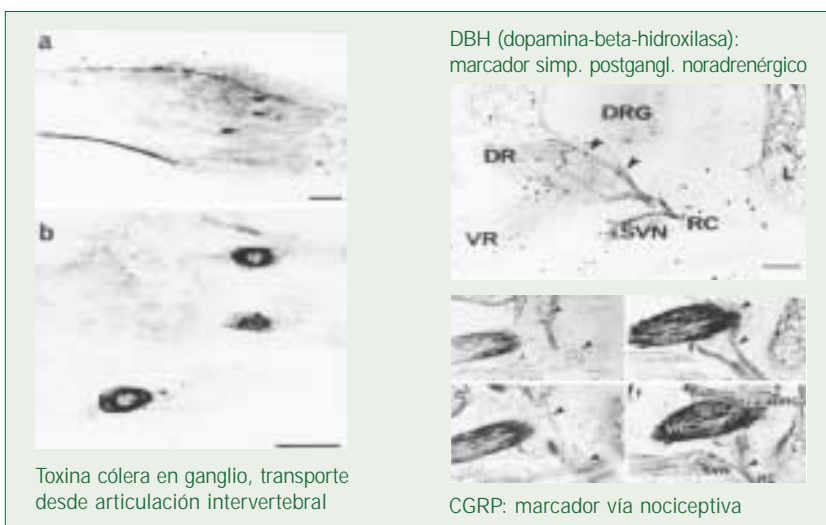 a
b
Toxina cólera en ganglio, transporte
desde articulación intervertebral
DBH (dopamina-beta-hidroxilasa):
marcador simp. postgangl. noradrenérgico
DRG
DR
L
VR
SVN
RC
CGRP: marcador vía nociceptiva